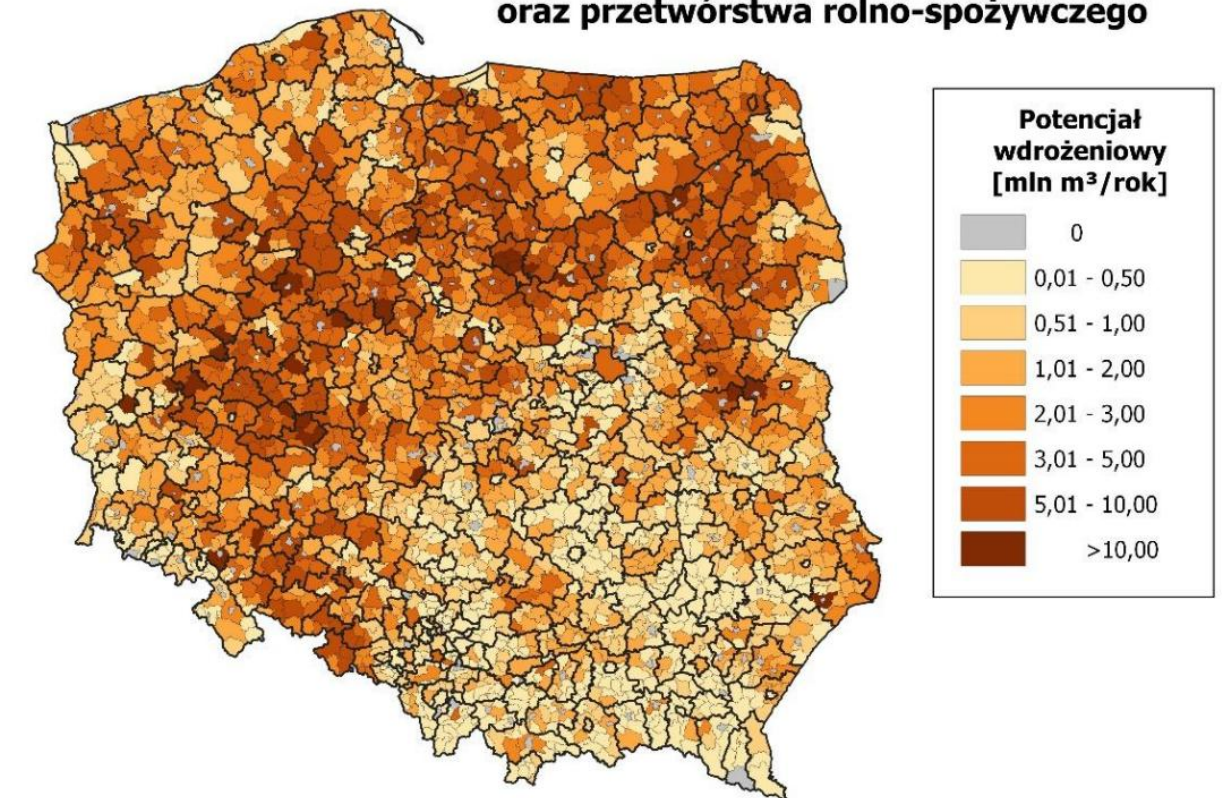 oraz przetwórstwa rolno-spożywczego
Potencjał
wdrożeniowy
[mln m³/rok]
0
0,01 - 0,50
0,51 - 1,00
1,01 - 2,00
2,01 - 3,00
3,01 - 5,00
5,01 - 10,00
>10,00